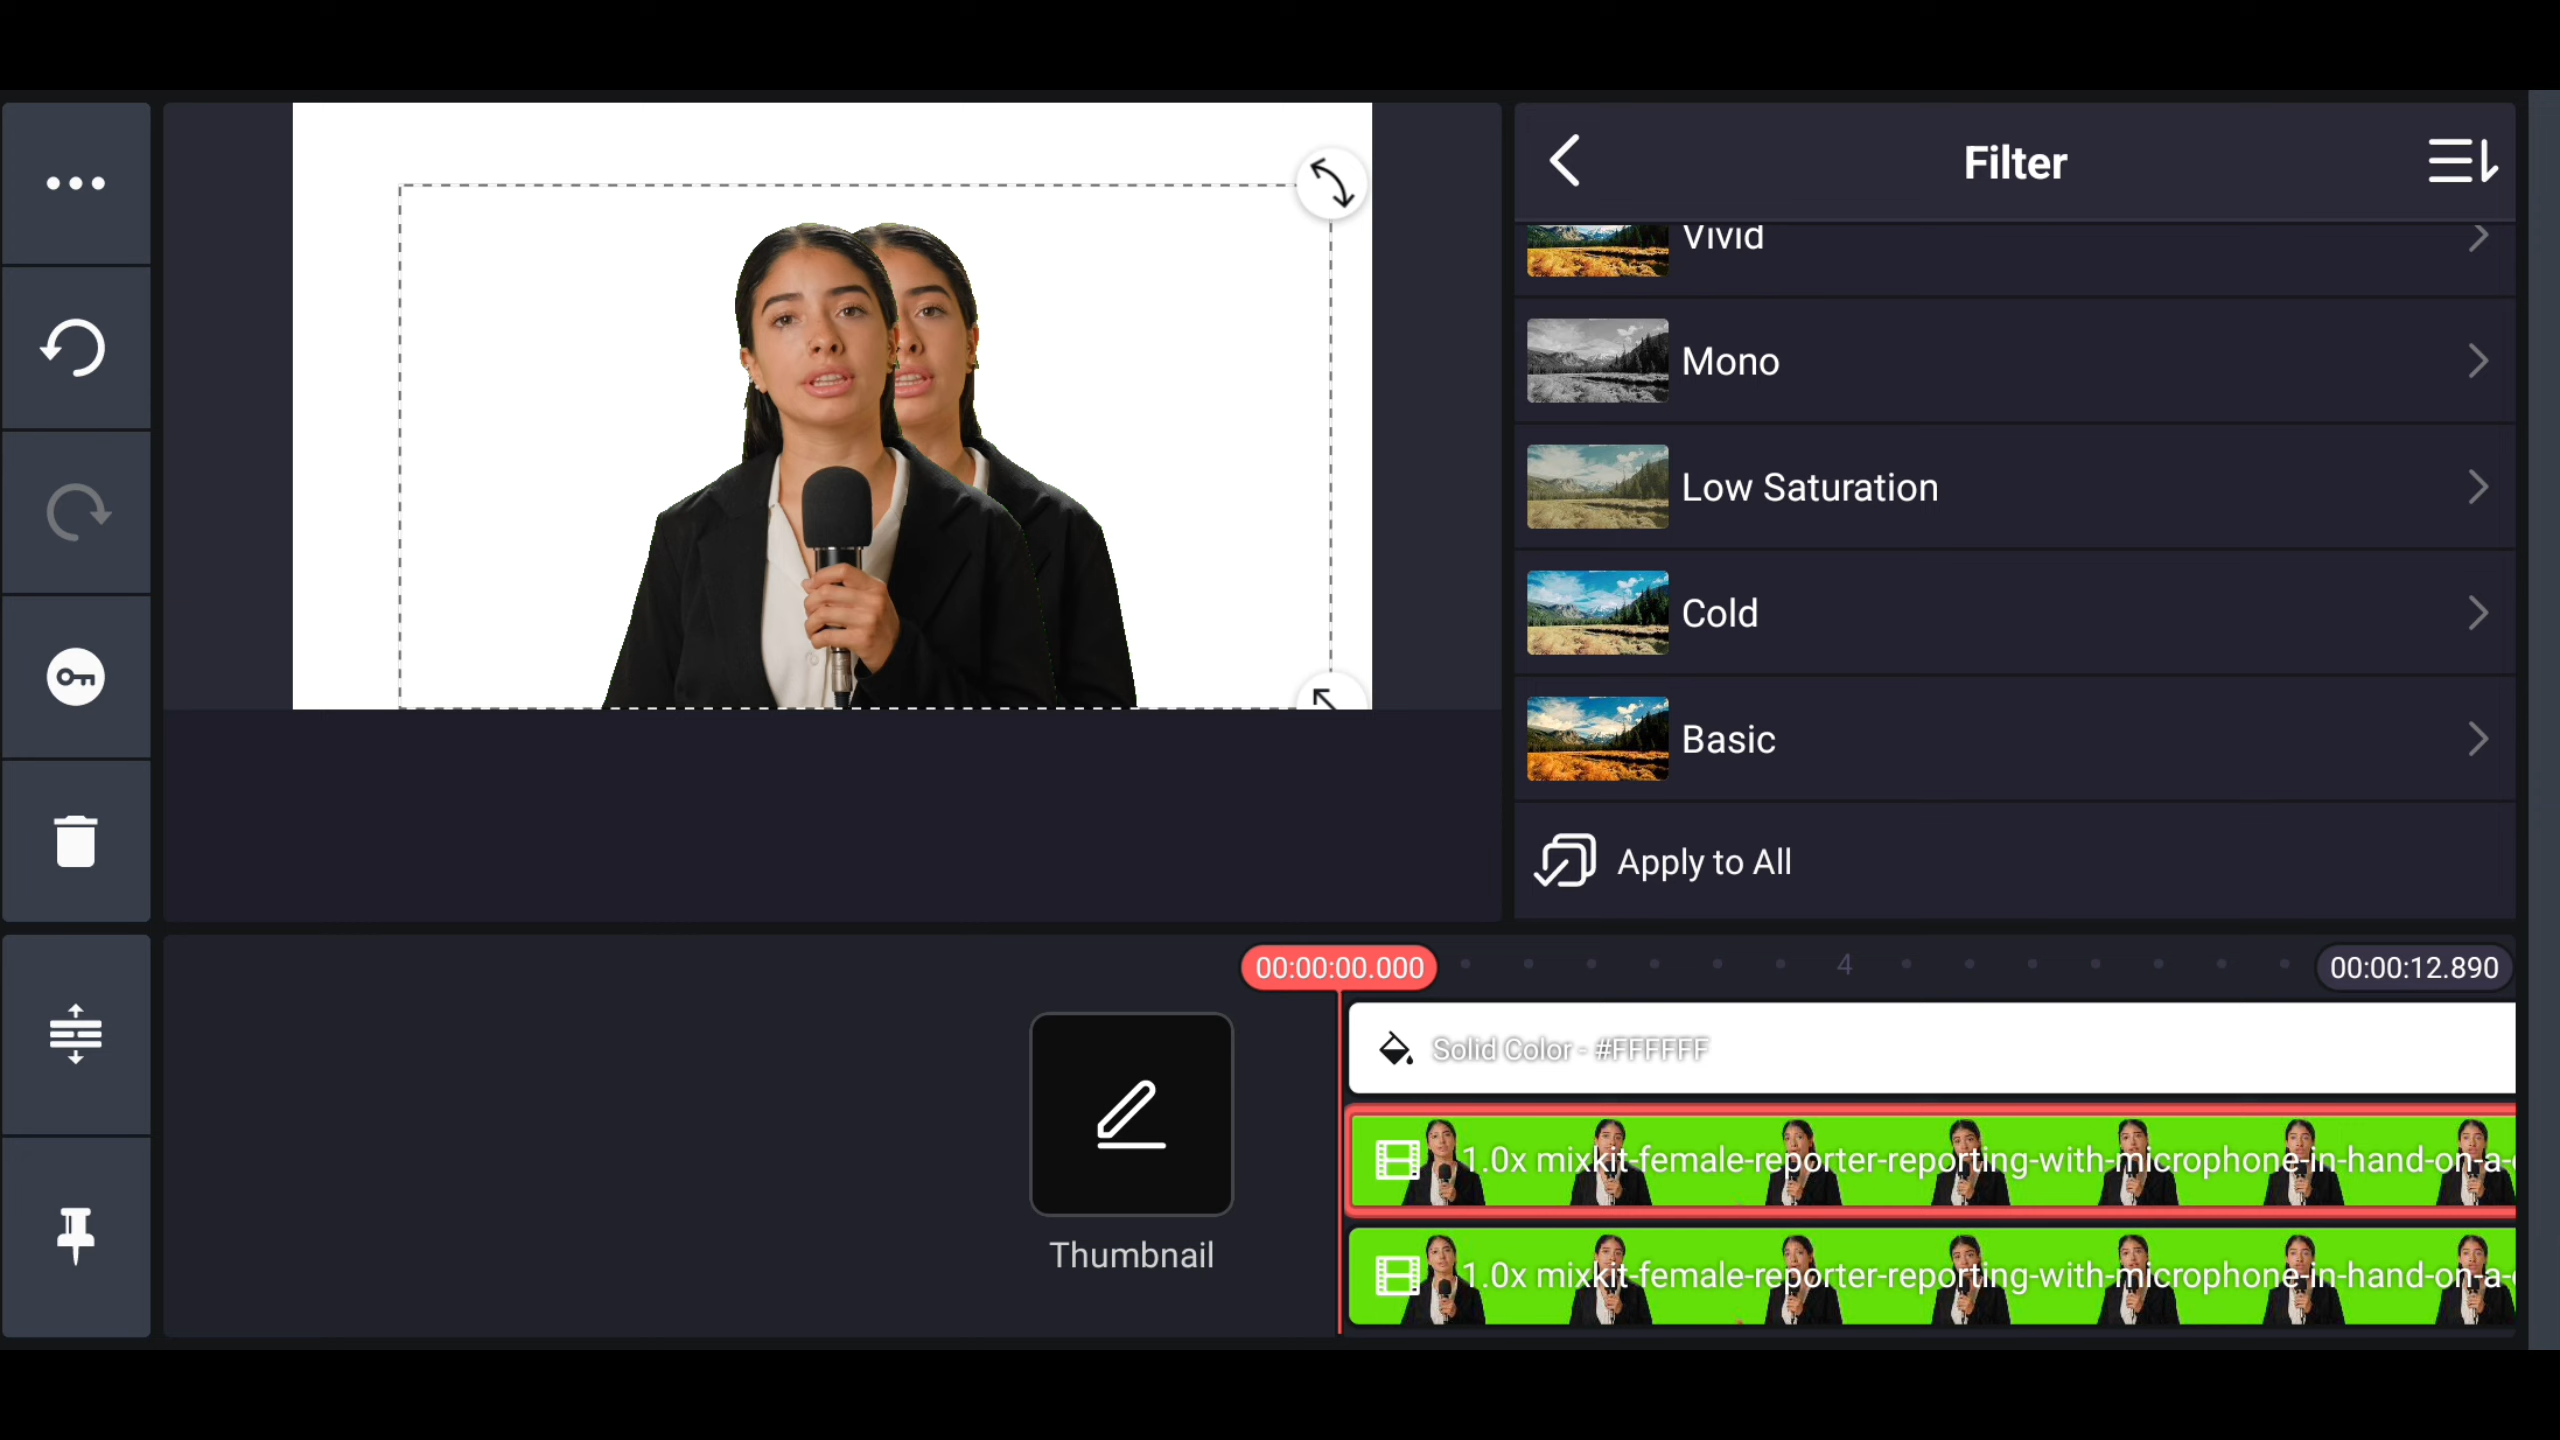 Filter
Vivid
Mono
Low Saturation
Cold
Basic
Apply to All
00:00:00.000
4
00:00:12.890
Thumbnail
Solid Color - #FFFFFF
1.0x mixkit-female-reporter-reporting-with-microphone-in-hand-on-a-
1.0x mixkit-female-reporter-reporting-with-microphone-in-hand-on-a-